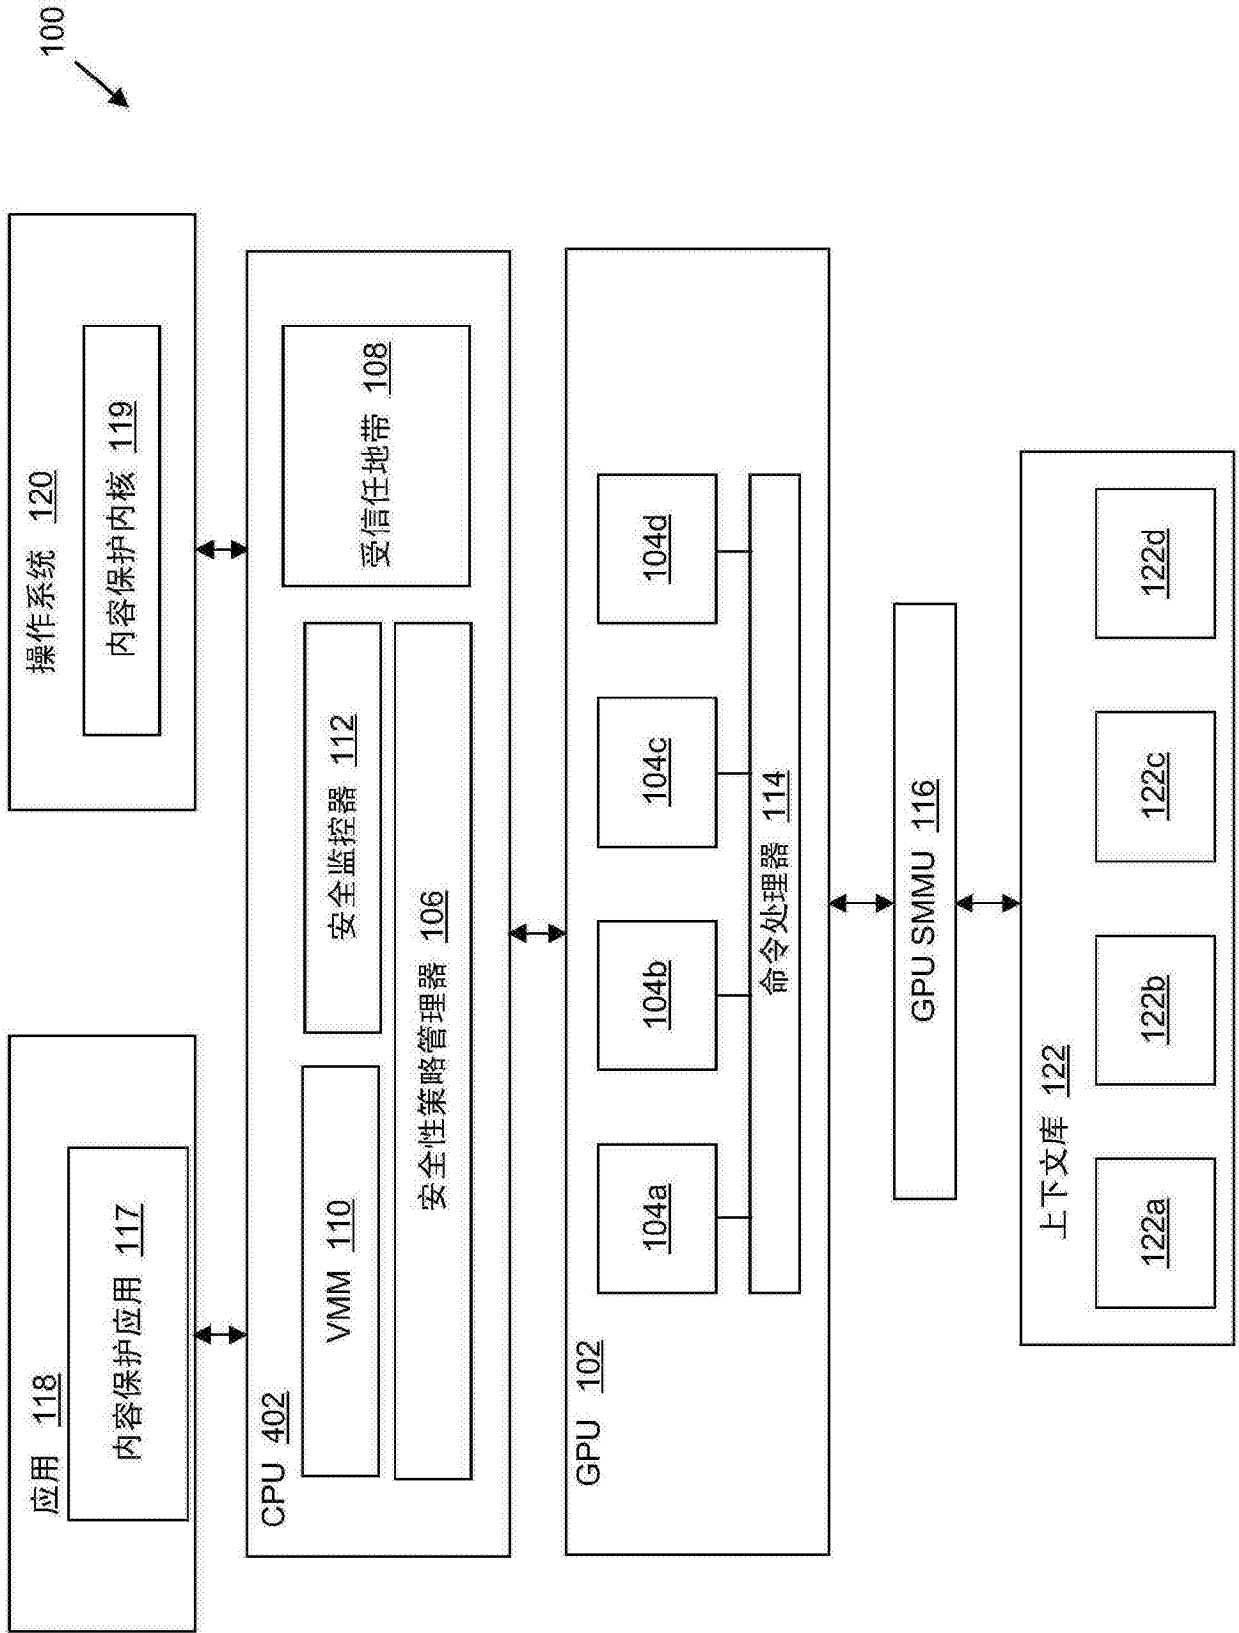 100
应用 118
内容保护应用 117
操作系统 120
内容保护内核 119
CPU 402
VMM 110
安全监控器 112
安全性策略管理器 106
受信任地带 108
GPU 102
104a
104b
104c
104d
命令处理器 114
GPU SMMU 116
上下文库 122
122a
122b
122c
122d